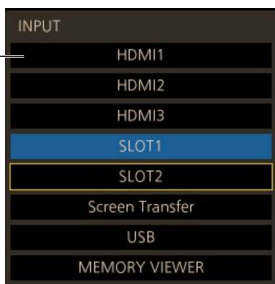 INPUT
HDMI1
HDMI2
HDMI3
SLOT1
SLOT2
Screen Transfer
USB
MEMORY VIEWER